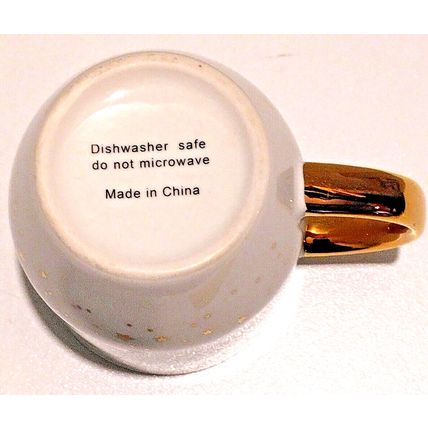 Dishwasher safe
do not microwave
Made in China